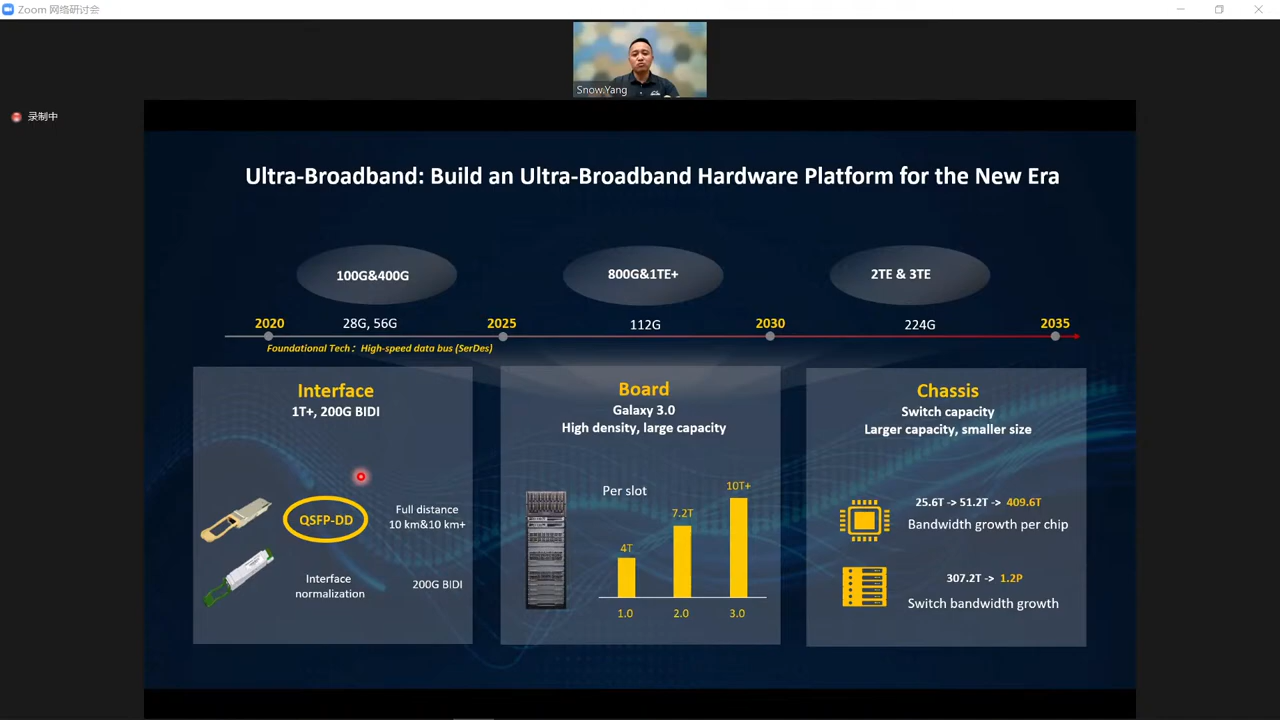 Zoom 网络研讨会
Snow.Yang
录制中
Ultra-Broadband: Build an Ultra-Broadband Hardware Platform for the New Era
100G&400G
800G&1TE+
2TE & 3TE
2020
28G, 56G
2025
112G
2030
224G
2035
Foundational Tech: High-speed data bus (SerDes)
Interface
1T+, 200G BIDI
QSFP-DD
Full distance
10 km&10 km+
Interface
normalization
200G BIDI
Board
Galaxy 3.0
High density, large capacity
Per slot
4T
7.2T
10T+
1.0
2.0
3.0
Chassis
Switch capacity
Larger capacity, smaller size
25.6T -> 51.2T -> 409.6T
Bandwidth growth per chip
307.2T -> 1.2P
Switch bandwidth growth